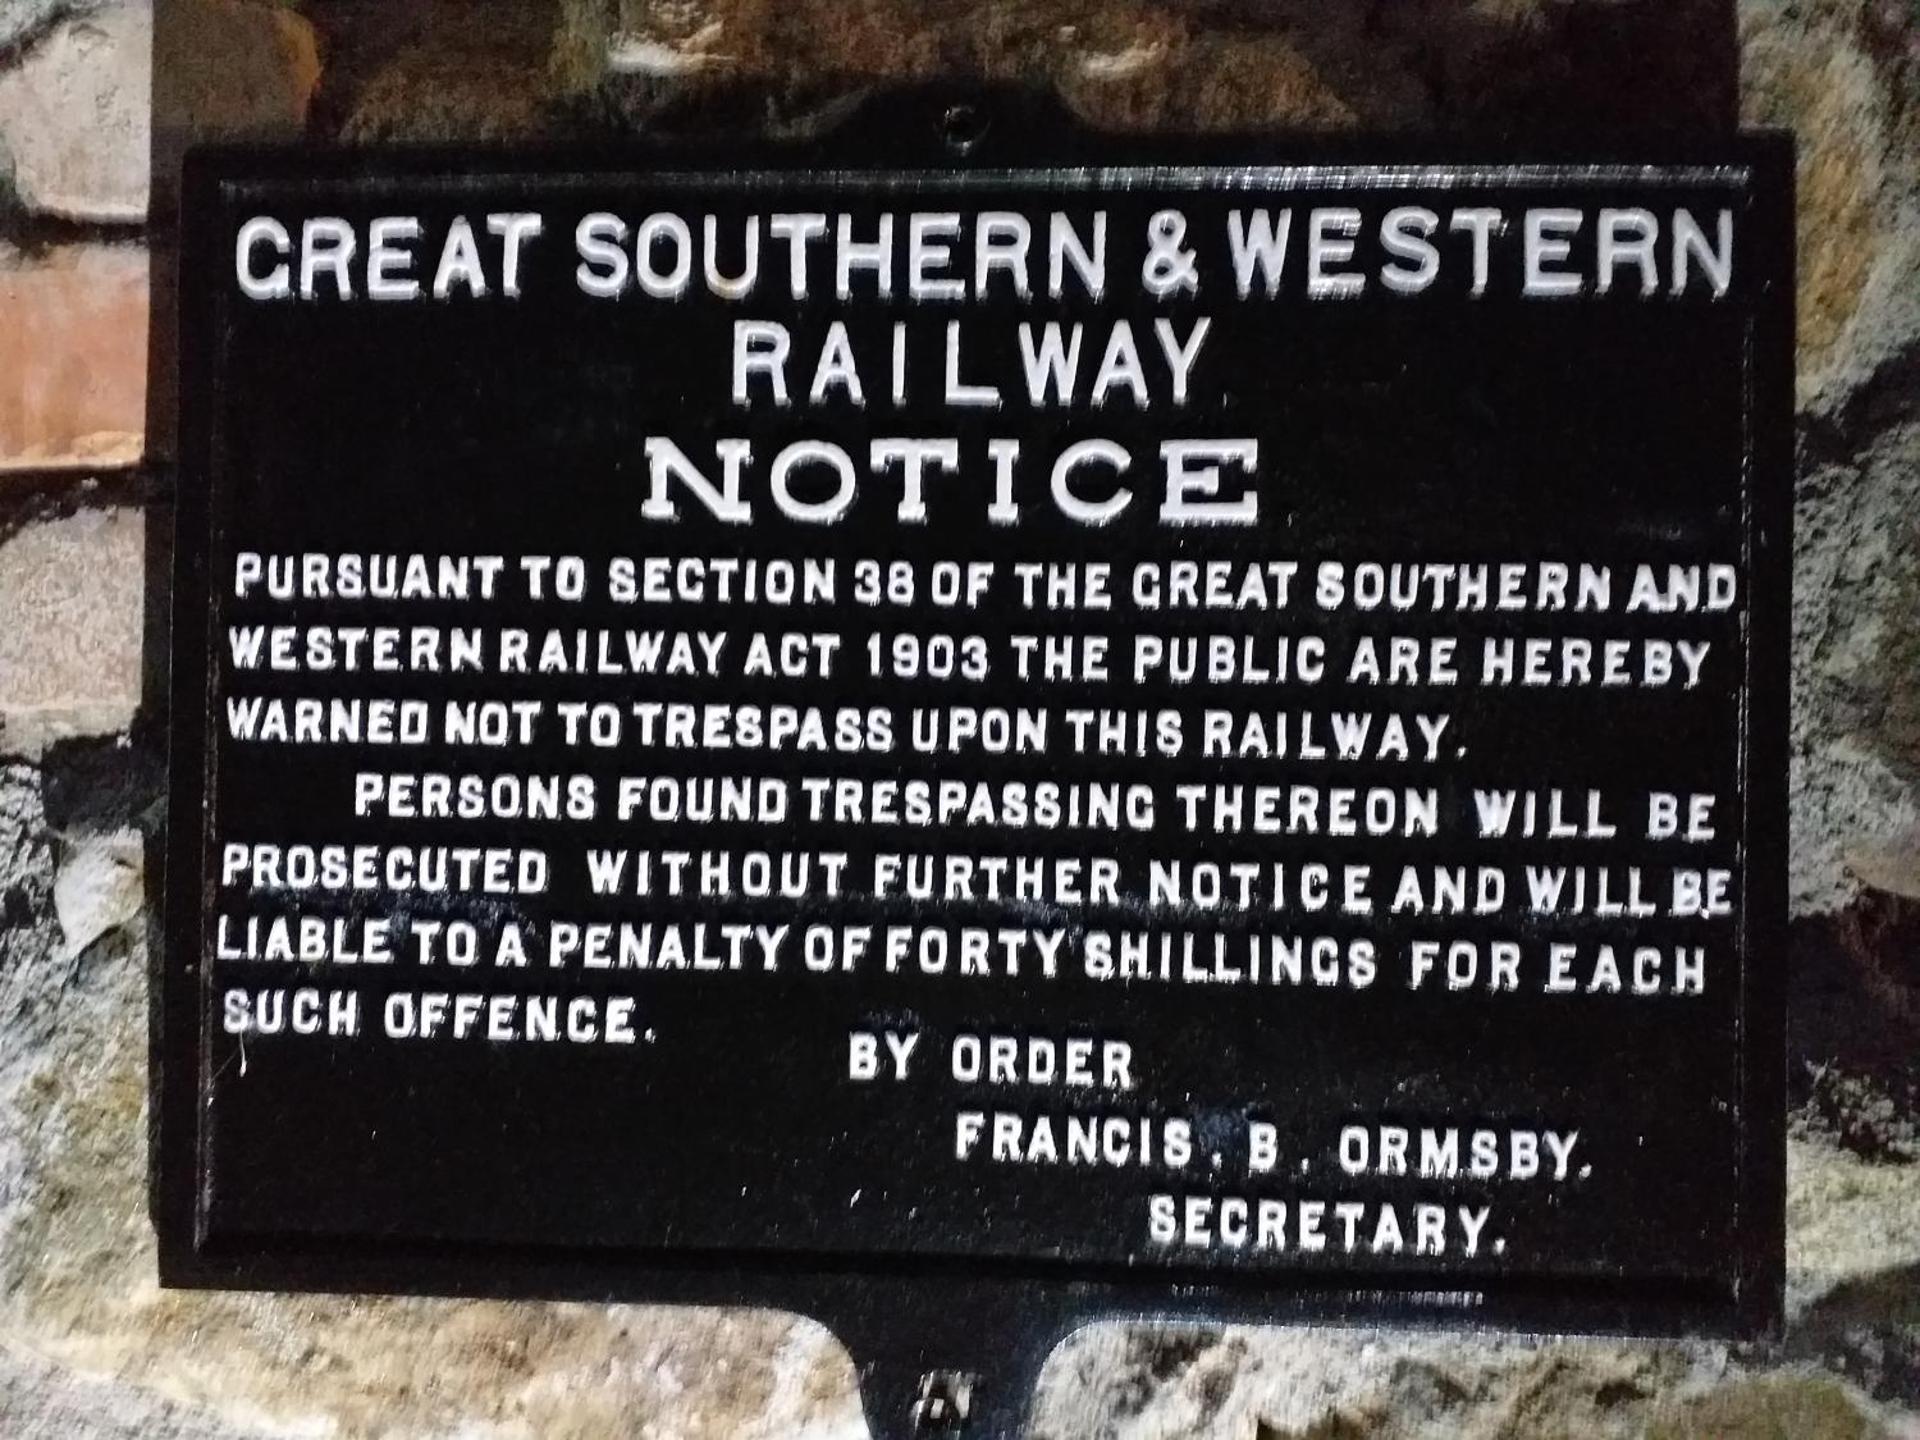 GREAT SOUTHERN & WESTERN
RAILWAY
NOTICE
PURSUANT TO SECTION 38 OF THE GREAT SOUTHERN AND
WESTERN RAILWAY ACT 1903 THE PUBLIC ARE HEREBY
WARNED NOT TO TRESPASS UPON THIS RAILWAY.
PERSONS FOUND TRESPASSING THEREON WILL BE
PROSECUTED WITHOUT FURTHER NOTICE AND WILL BE
LIABLE TO A PENALTY OF FORTY SHILLINGS FOR EACH
SUCH OFFENCE.
BY ORDER
FRANCIS. B. ORMSBY.
SECRETARY.